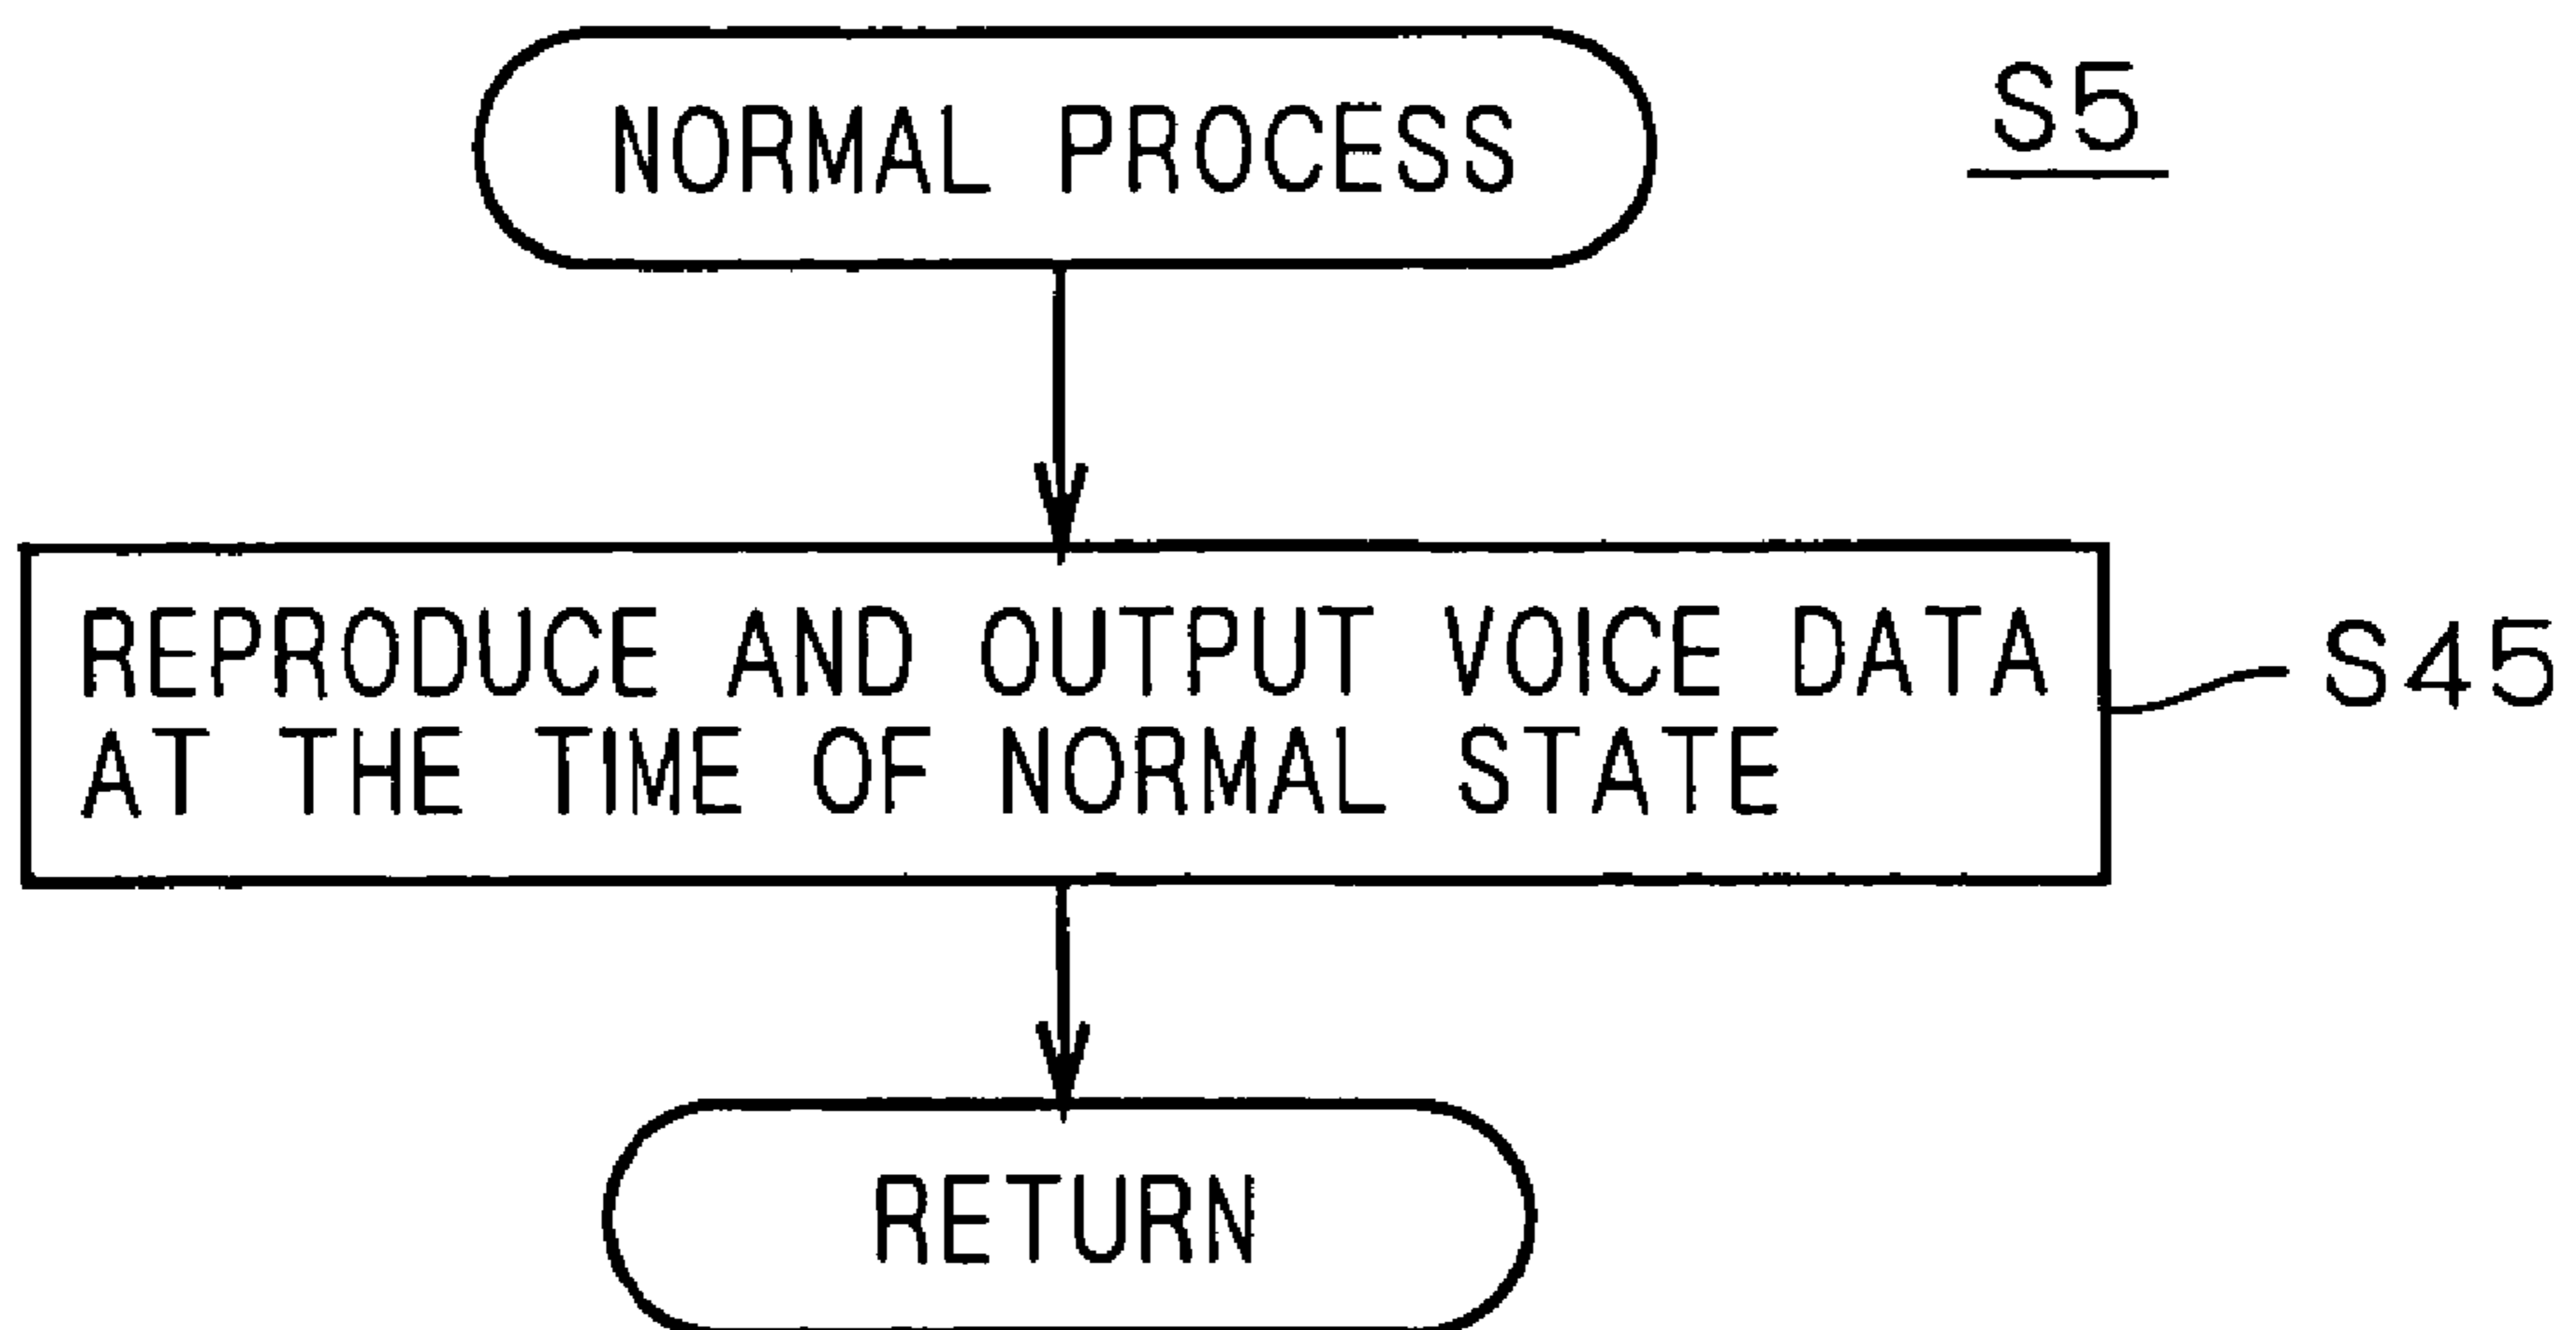 NORMAL PROCESS
S5
REPRODUCE AND OUTPUT VOICE DATA
AT THE TIME OF NORMAL STATE
S45
RETURN